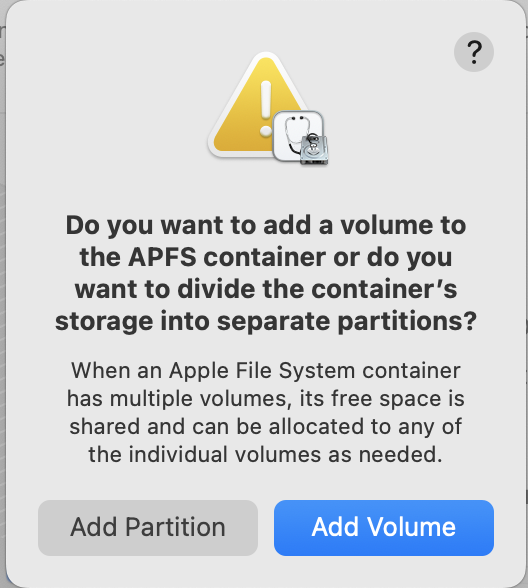 ?
Do you want to add a volume to
the APFS container or do you
want to divide the container’s
storage into separate partitions?
When an Apple File System container
has multiple volumes, its free space is
shared and can be allocated to any of
the individual volumes as needed.
Add Partition
Add Volume